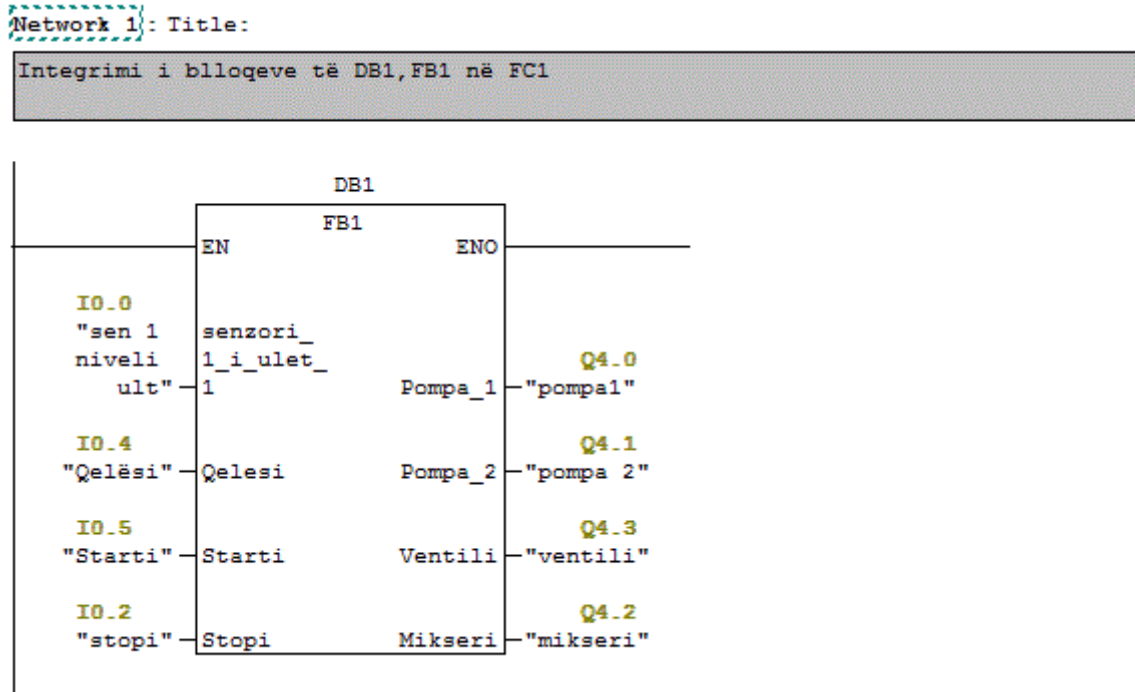 Network 1: Title:
Integrimi i blloqeve të DB1,FB1 në FC1
DB1
FB1
EN ENO
I0.0
"sen 1 senzori_
niveli 1_i_ulet_ Q4.0
ult" 1 Pompa_1 "pompa1"
I0.4 Q4.1
"Qelësi" Qelesi Pompa_2 "pompa 2"
I0.5 Q4.3
"Starti" Starti Ventili "ventili"
I0.2 Q4.2
"stopi" Stopi Mikseri "mikseri"